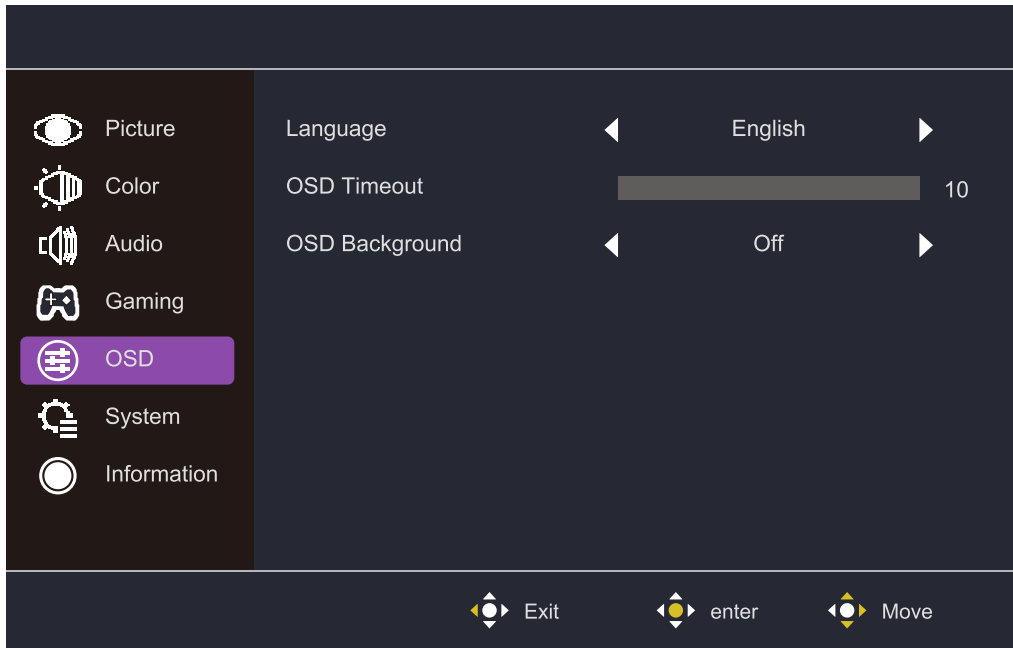 Picture
Color
Audio
Gaming
OSD
System
Information
Language English
OSD Timeout 10
OSD Background Off
Exit enter Move